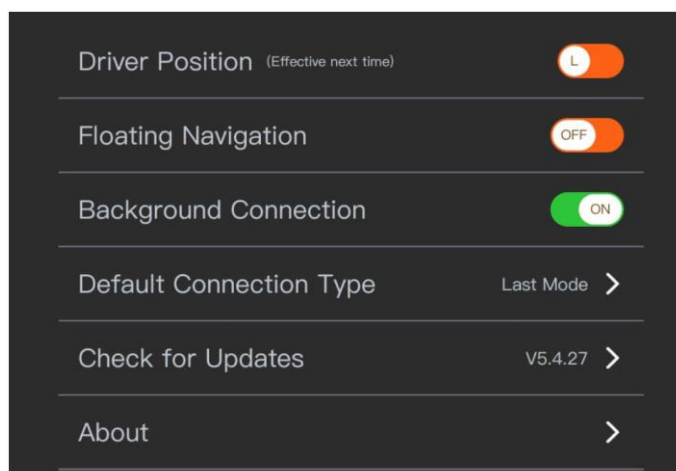 Driver Position (Effective next time) L
Floating Navigation OFF
Background Connection ON
Default Connection Type Last Mode
Check for Updates V5.4.27
About